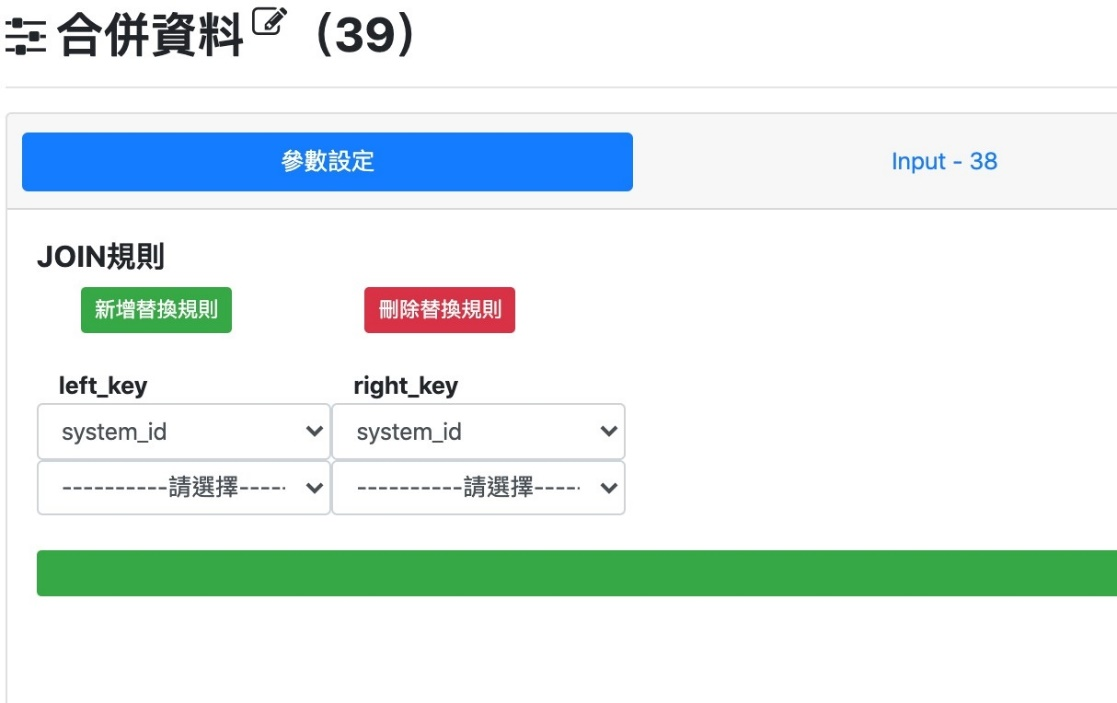 合併資料 (39)
參數設定
Input - 38
JOIN規則
新增替換規則
刪除替換規則
left_key
right_key
system_id
system_id
----------請選擇-----
----------請選擇-----